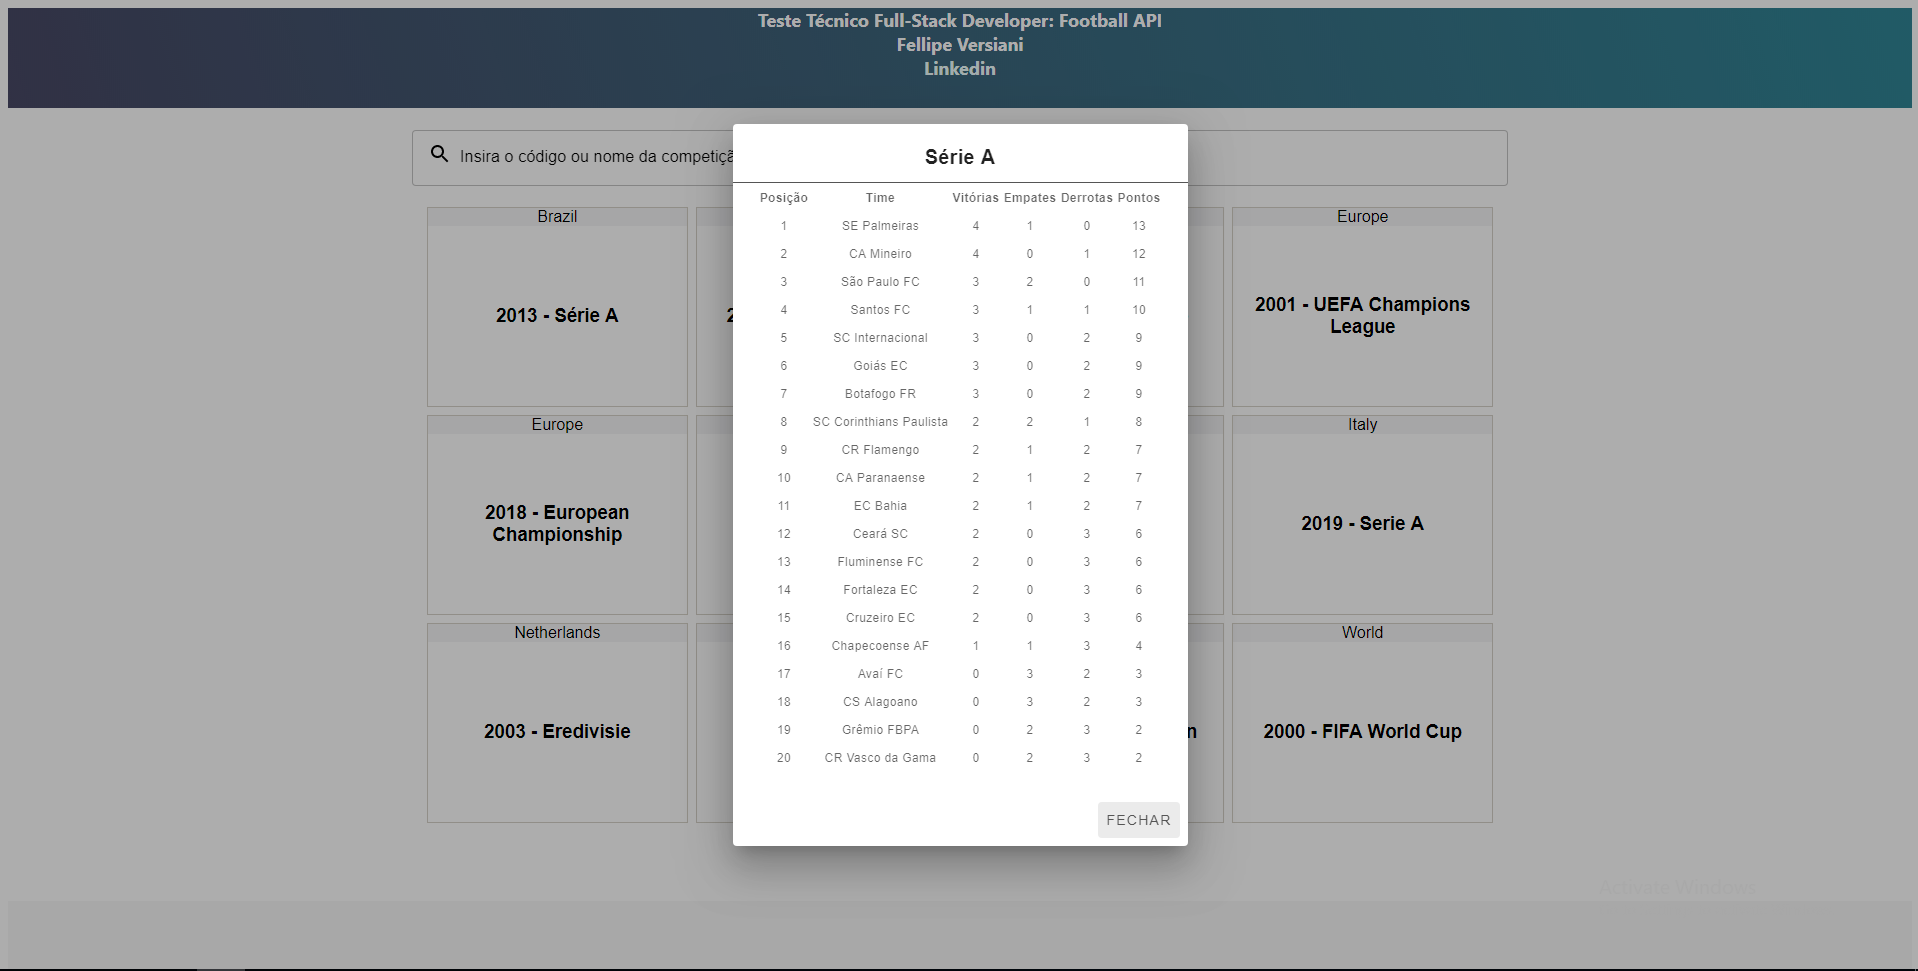 Teste Técnico Full-Stack Developer: Football API
Fellipe Versiani
Linkedin
Insira o código ou nome da
Série A
Posição Time Vitórias Empates Derrotas Pontos
1 SE Palmeiras 4 1 0 13
2 CA Mineiro 4 0 1 12
3 São Paulo FC 3 2 0 11
4 Santos FC 3 1 1 10
5 SC Internacional 3 0 2 9
6 Goiás EC 3 0 2 9
7 Botafogo FR 3 0 2 9
8 SC Corinthians Paulista 2 2 1 8
9 CR Flamengo 2 1 2 7
10 CA Paranaense 2 1 2 7
11 EC Bahia 2 1 2 7
12 Ceará SC 2 0 3 6
13 Fluminense FC 2 0 3 6
14 Fortaleza EC 2 0 3 6
15 Cruzeiro EC 2 0 3 6
16 Chapecoense AF 1 1 3 4
17 Avaí FC 0 3 2 3
18 CS Alagoano 0 3 2 3
19 Grêmio FBPA 0 2 3 2
20 CR Vasco da Gama 0 2 3 2
FECHAR
Brazil
2013 - Série A
Europe
2001 - UEFA Champions
League
Europe
2018 - European
Championship
Italy
2019 - Serie A
Netherlands
2003 - Eredivisie
World
2000 - FIFA World Cup
Activate Windows